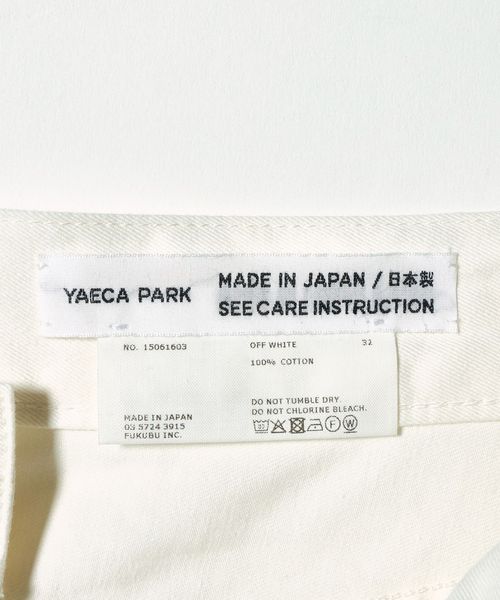 YAECA PARK
MADE IN JAPAN / 日本製
SEE CARE INSTRUCTION
NO. 15061603 OFF WHITE 32
100% COTTON
DO NOT TUMBLE DRY.
DO NOT CHLORINE BLEACH.
MADE IN JAPAN
03 5724 3915
FUKUBU INC.
F W